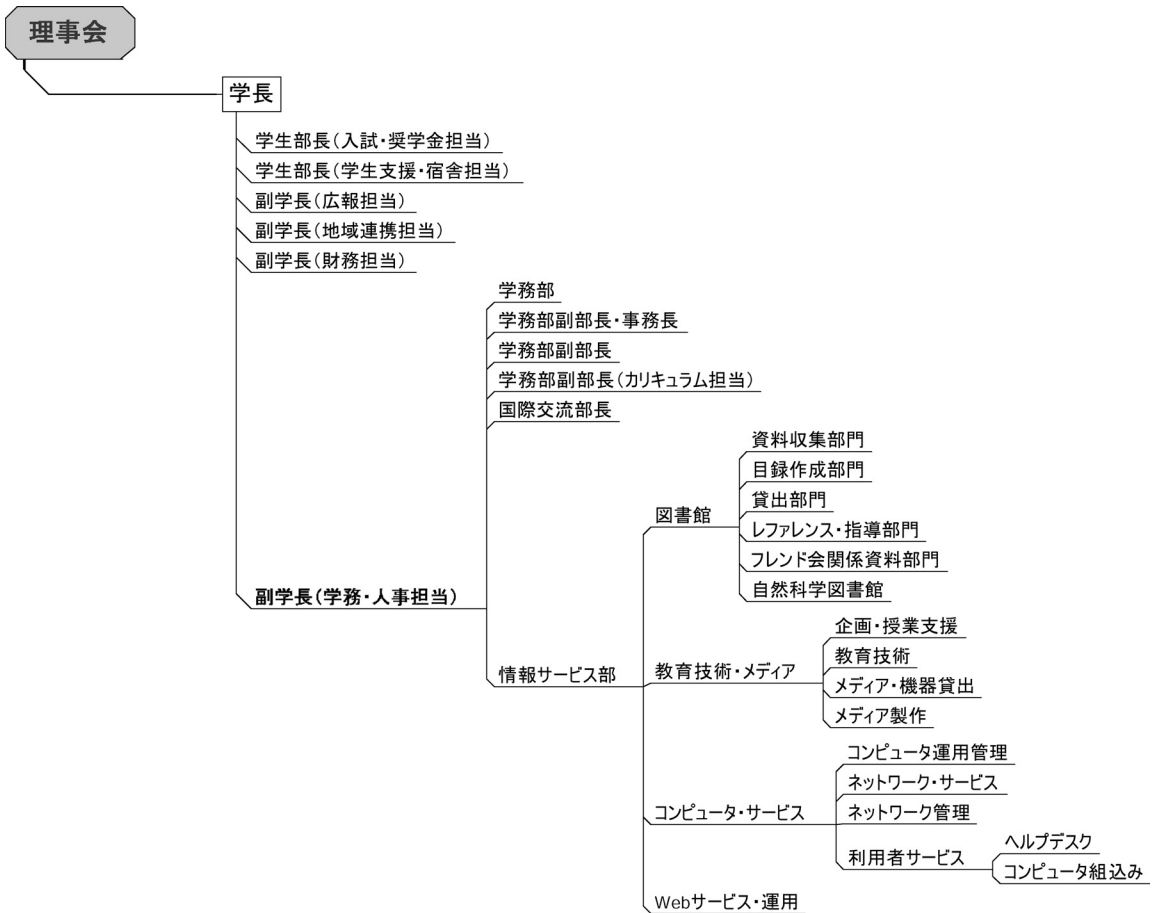 理事会
学長
学生部長(入試・奨学金担当)
学生部長(学生支援・宿舎担当)
副学長(広報担当)
副学長(地域連携担当)
副学長(財務担当)
学務部
学務部副部長・事務長
学務部副部長
学務部副部長(カリキュラム担当)
国際交流部長
資料収集部門
目録作成部門
貸出部門
図書館
レファレンス・指導部門
フレンド会関係資料部門
自然科学図書館
副学長(学務・人事担当)
企画・授業支援
教育技術
情報サービス部
教育技術・メディア
メディア・機器貸出
メディア製作
コンピュータ運用管理
ネットワーク・サービス
コンピュータ・サービス
ネットワーク管理
ヘルプデスク
利用者サービス
コンピュータ組込み
Webサービス・運用